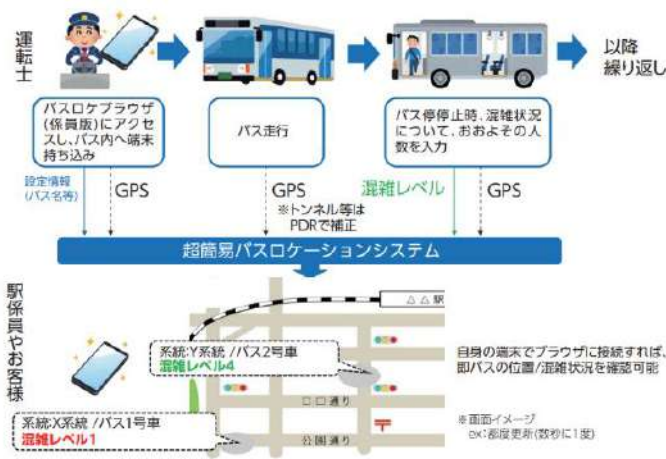 運転士
以降
繰り返し
バスロケブラウザ
(係員版)にアクセ
スし、バス内へ端末
持ち込み
バス走行
バス停停止時、混雑状況
について、おおよその人
数を入力
設定情報
(バス名等)
GPS
GPS
※トンネル等は
PDRで補正
混雑レベル
GPS
超簡易バスロケーションシステム
駅係員やお客様
△△駅
系統:Y系統 /バス2号車
混雑レベル4
口口通り
系統:X系統 /バス1号車
混雑レベル1
公園通り
自身の端末でブラウザに接続すれば、
即バスの位置/混雑状況を確認可能
※画面イメージ
ex:都度更新(数秒に1度)